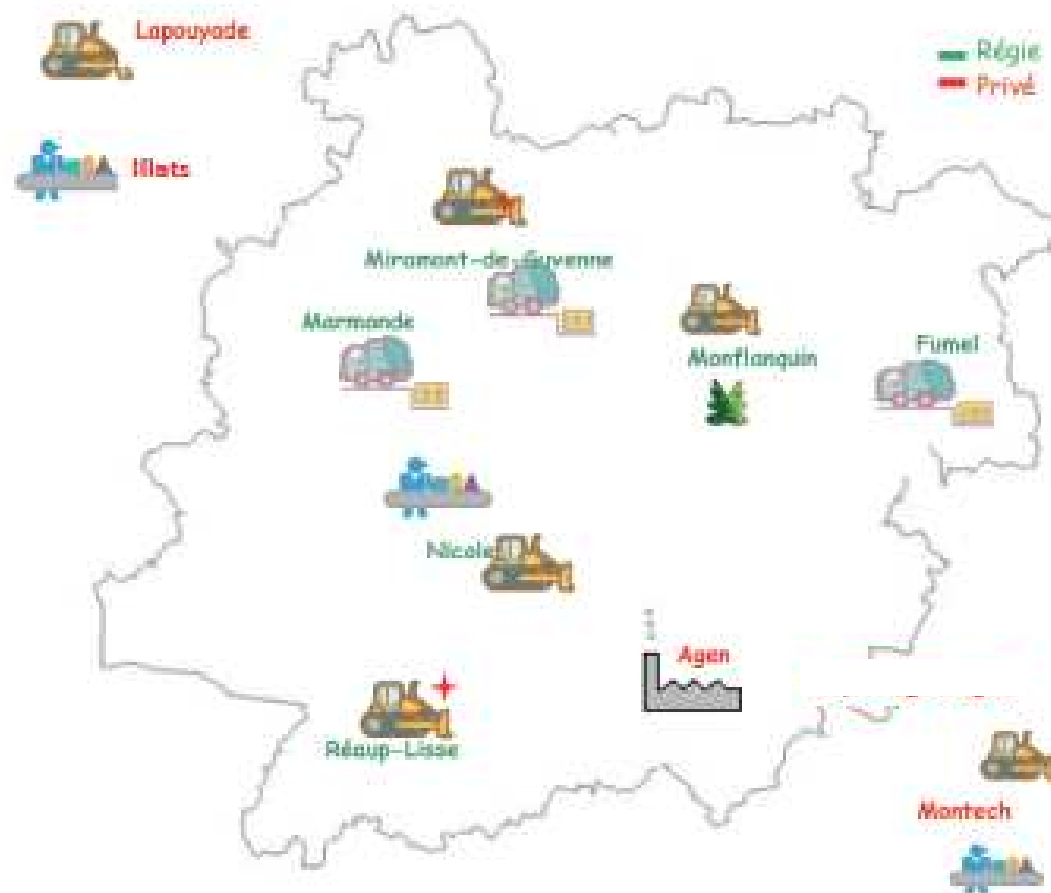 Lapouyade
Régie
Privé
Illats
Miramont-de-Guyenne
Marmande
Monflanquin
Fumel
Nicole
Agen
Réaup-Lisse
Montech